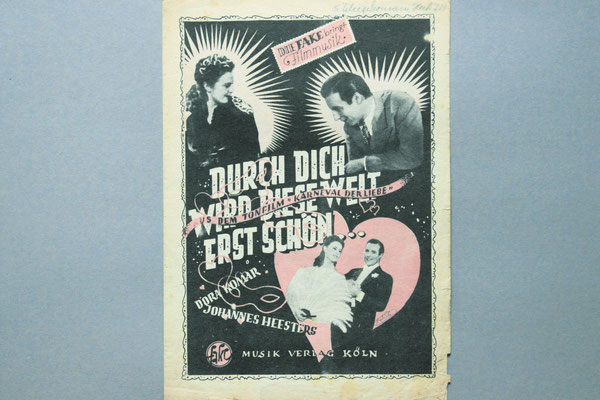 DIE FAKE bringt
Filmmusik
DURCH DICH
WIRD DIESE WELT
AUS DEM TONFILM "KARNEVAL DER LIEBE"
ERST SCHÖN...
DORA KOMAR
JOHANNES HEESTERS
MUSIK VERLAG KÖLN